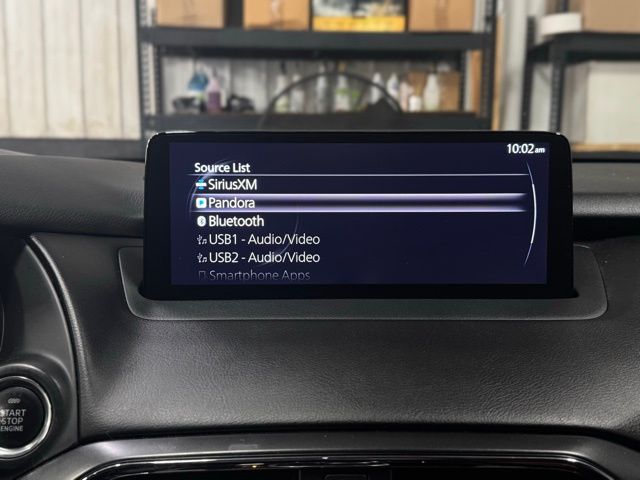 10:02am
Source List
SiriusXM
Pandora
Bluetooth
USB1 - Audio/Video
USB2 - Audio/Video
Smartphone Apps
START
STOP
ENGINE